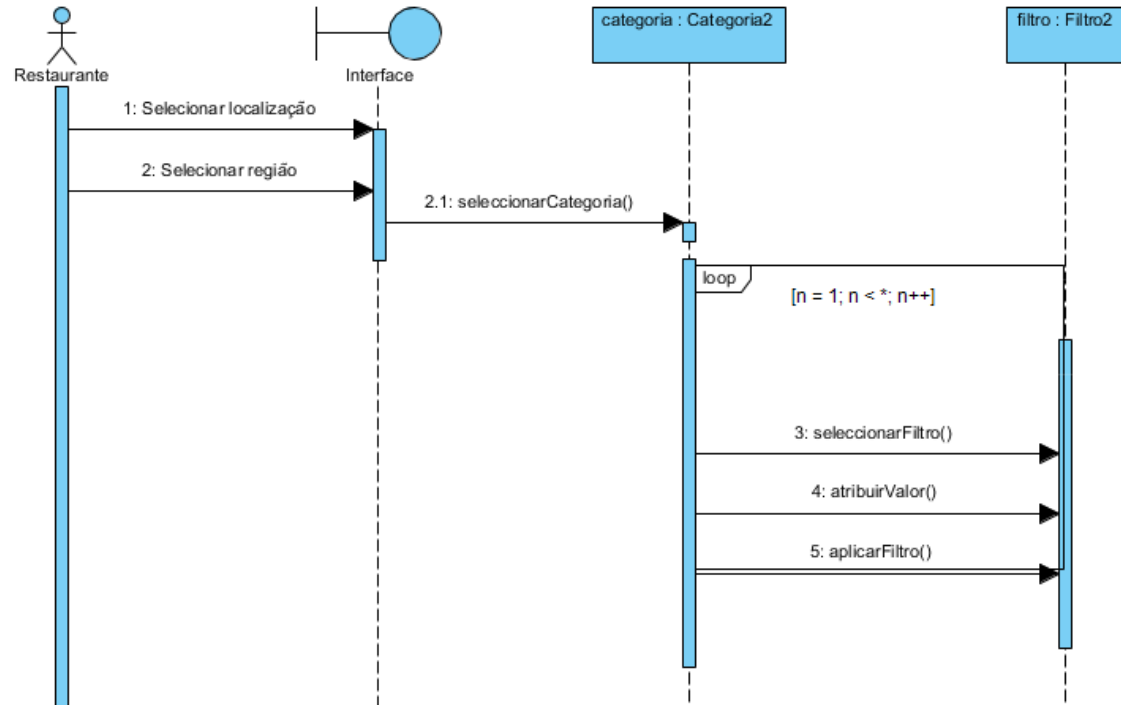 categoria : Categoria2
filtro : Filtro2
Restaurante
Interface
1: Selecionar localização
2: Selecionar região
2.1: seleccionarCategoria()
loop
[n = 1; n < *; n++]
3: seleccionarFiltro()
4: atribuirValor()
5: aplicarFiltro()